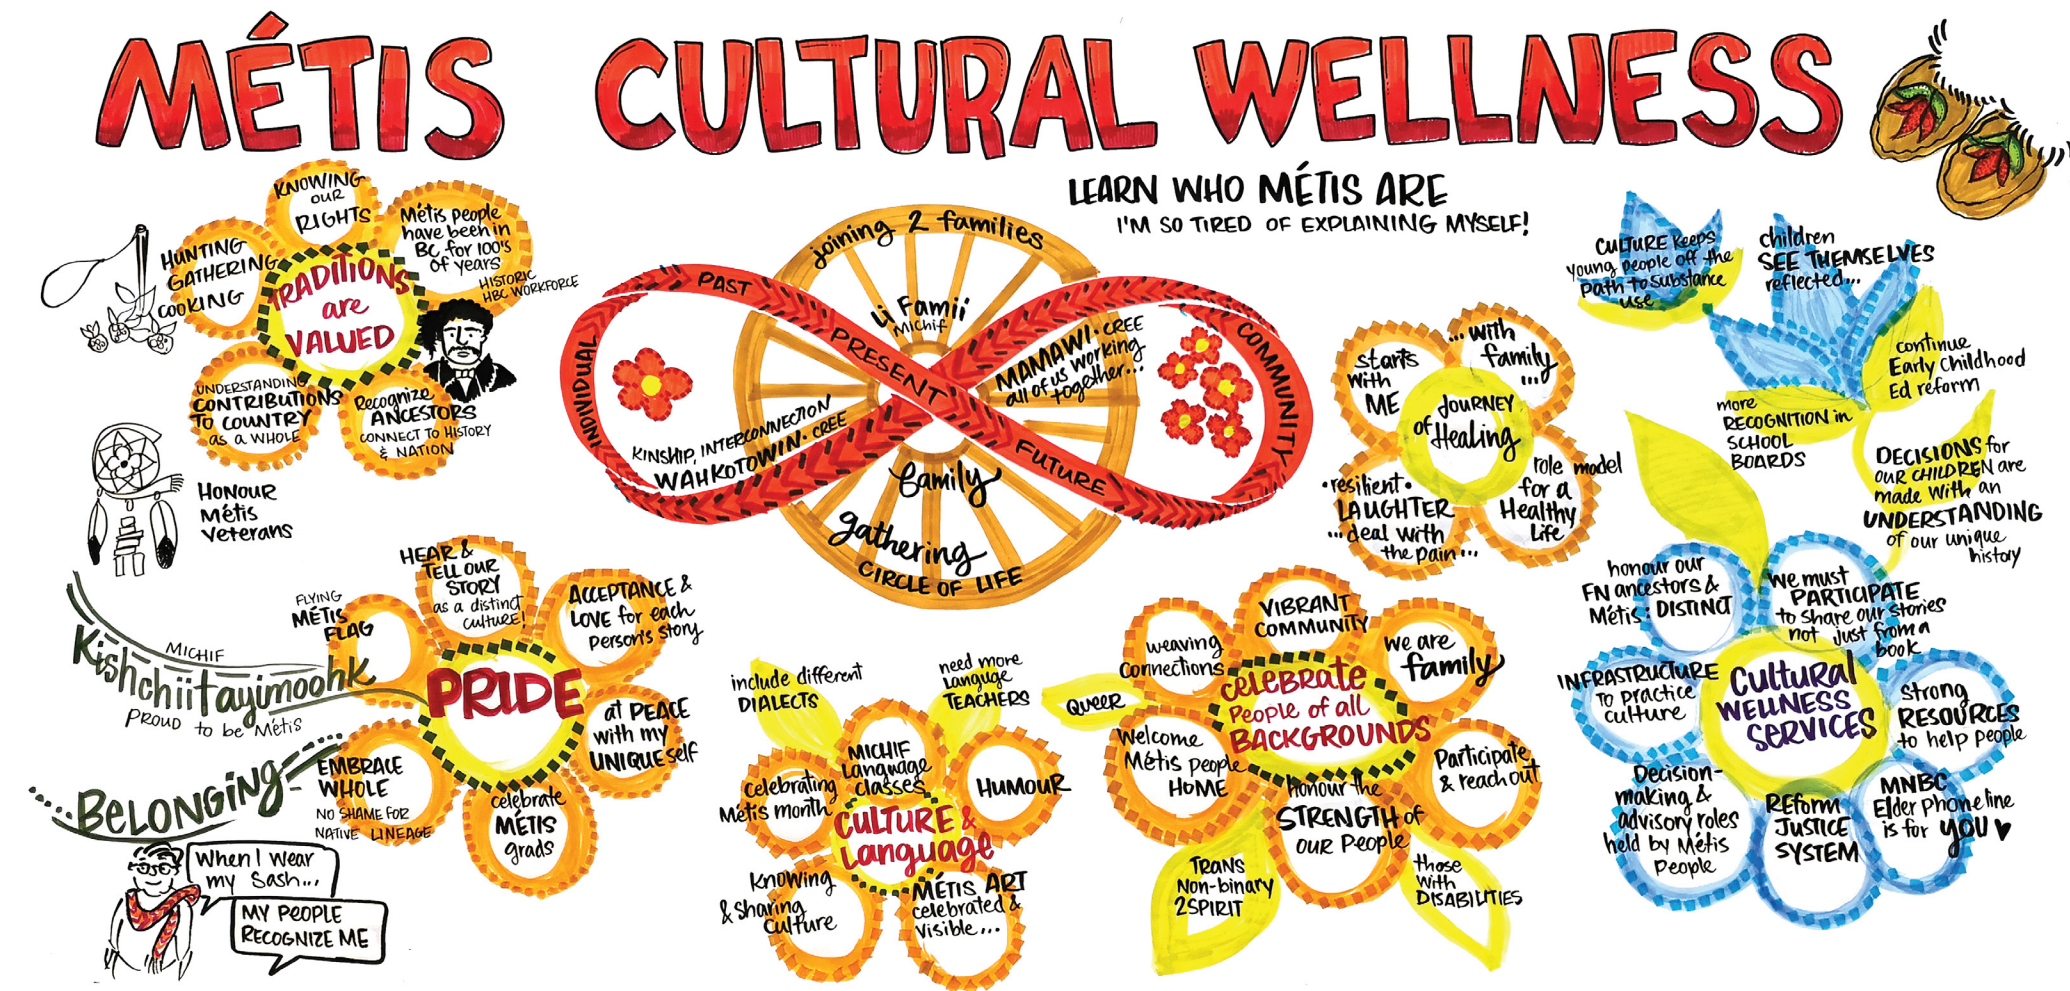 MÉTIS CULTURAL WELLNESS
LEARN WHO MÉTIS ARE
I'M SO TIRED OF EXPLAINING MYSELF!
TRADITIONS
are
VALUED
KNOWING
OUR
RIGHTS
Métis people
have been in
BC for 100's
of years
HISTORIC
HBC WORKFORCE
HUNTING
GATHERING
COOKING
UNDERSTANDING
CONTRIBUTIONS
TO COUNTRY
as a WHOLE
Recognize
ANCESTORS
CONNECT TO HISTORY
& NATION
HONOUR
Métis
Veterans
joining 2 families
Lii Famii
Michif
PAST
PRESENT
FUTURE
INDIVIDUAL
COMMUNITY
MAMAWI • CREE
all of us working
together...
KINSHIP, INTERCONNECTION
WAHKOTOWIN • CREE
family
gathering
CIRCLE OF LIFE
JOURNEY
of Healing
starts
with
ME
...with
family
...
•resilient•
LAUGHTER
...deal with
the pain...
role model
for a
Healthy
Life
CULTURE keeps
young people off the
path to substance
use
children
SEE THEMSELVES
reflected...
continue
Early Childhood
Ed reform
more
RECOGNITION in
SCHOOL
BOARDS
DECISIONS for
our CHILDREN are
made with an
UNDERSTANDING
of our unique
history
MICHIF
Kishchiitayimoohk
PROUD to be Métis
BELONGING
When I wear
my Sash...
MY PEOPLE
RECOGNIZE ME
PRIDE
FLYING
MÉTIS
FLAG
HEAR &
TELL OUR
STORY
as a distinct
culture!
ACCEPTANCE &
LOVE for each
Person's story
at PEACE
with my
UNIQUE self
celebrate
MÉTIS
grads
EMBRACE
WHOLE
NO SHAME FOR
NATIVE LINEAGE
CULTURE &
Language
include different
DIALECTS
need more
Languge
TEACHERS
MICHIF
Language
classes
HUMOUR
celebrating
Métis month
Knowing
& sharing
Culture
MÉTIS ART
celebrated &
visible...
CELEBRATE
People of all
BACKGROUNDS
VIBRANT
COMMUNITY
weaving
Connections
we are
family
QUEER
Welcome
Métis people
HOME
Participate
& reach out
Honour the
STRENGTH of
our People
TRANS
Non-binary
2SPIRIT
those
with
DISABILITIES
Cultural
WELLNESS
SERVICES
honour our
FN ancestors &
Métis: DISTINCT
We must
PARTICIPATE
to share our stories
not just from a
book
INFRASTRUCTURE
To practice
culture
Strong
RESOURCES
to help people
Decision-
making &
advisory roles
held by Métis
People
REform
JUSTICE
SYSTEM
MNBC
Elder phoneline
is for YOU ♥